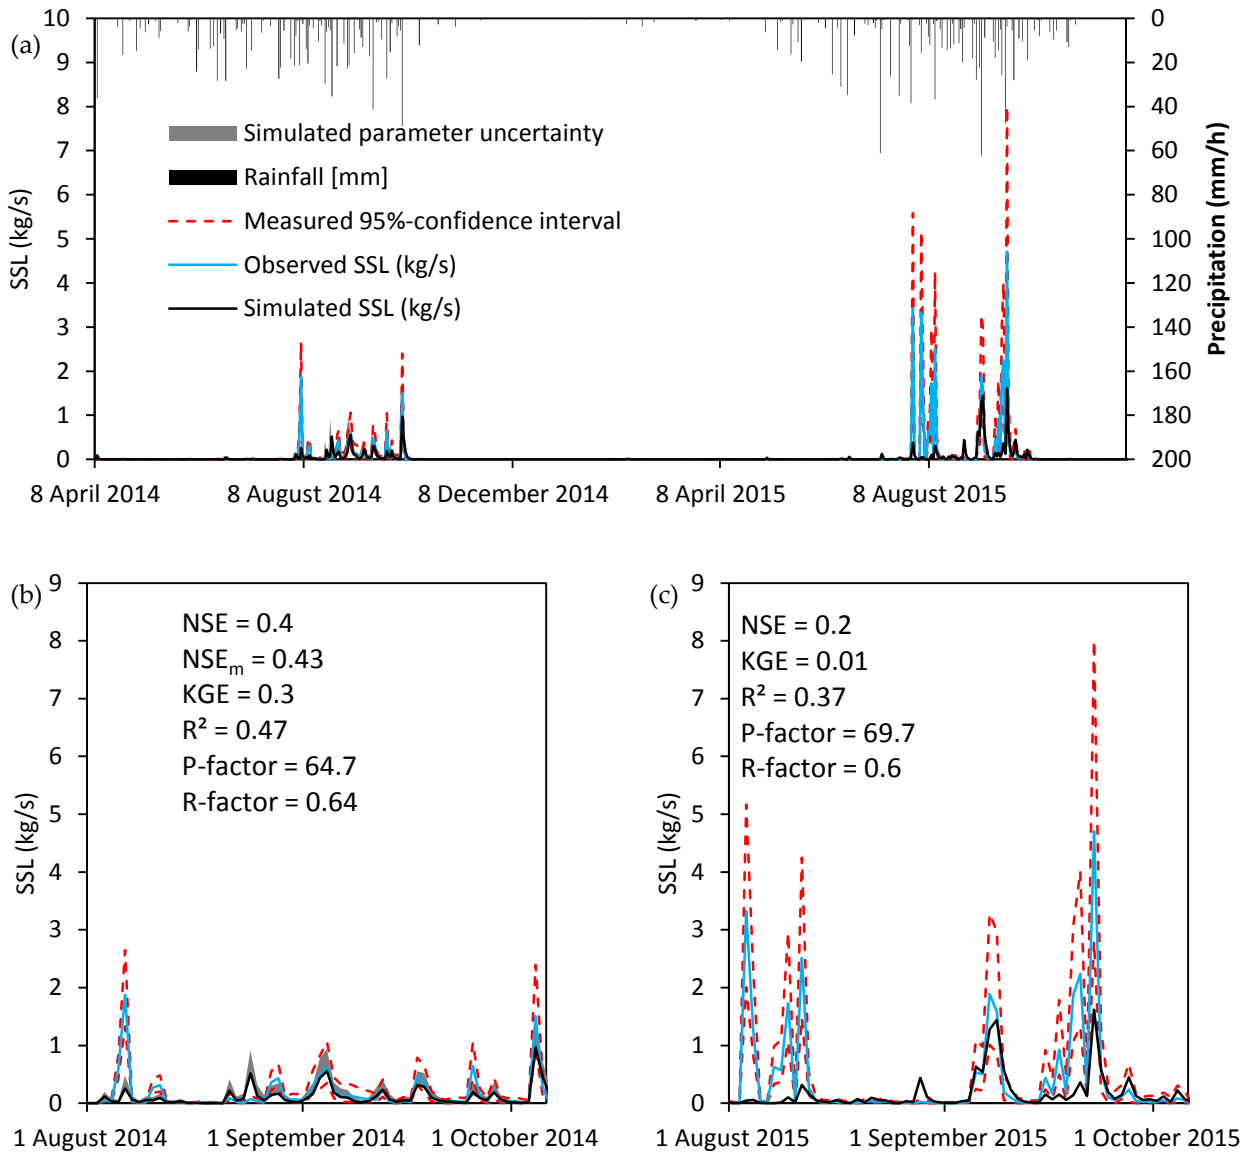 (a)
10
9
8
7
6
5
4
3
2
1
0
SSL (kg/s)
0
20
40
60
80
100
120
140
160
180
200
Precipitation (mm/h)
Simulated parameter uncertainty
Rainfall [mm]
Measured 95%-confidence interval
Observed SSL (kg/s)
Simulated SSL (kg/s)
8 April 2014
8 August 2014
8 December 2014
8 April 2015
8 August 2015
(b)
9
8
7
6
5
4
3
2
1
0
SSL (kg/s)
NSE = 0.4
NSEm = 0.43
KGE = 0.3
R² = 0.47
P-factor = 64.7
R-factor = 0.64
1 August 2014
1 September 2014
1 October 2014
(c)
9
8
7
6
5
4
3
2
1
0
SSL (kg/s)
NSE = 0.2
KGE = 0.01
R² = 0.37
P-factor = 69.7
R-factor = 0.6
1 August 2015
1 September 2015
1 October 2015